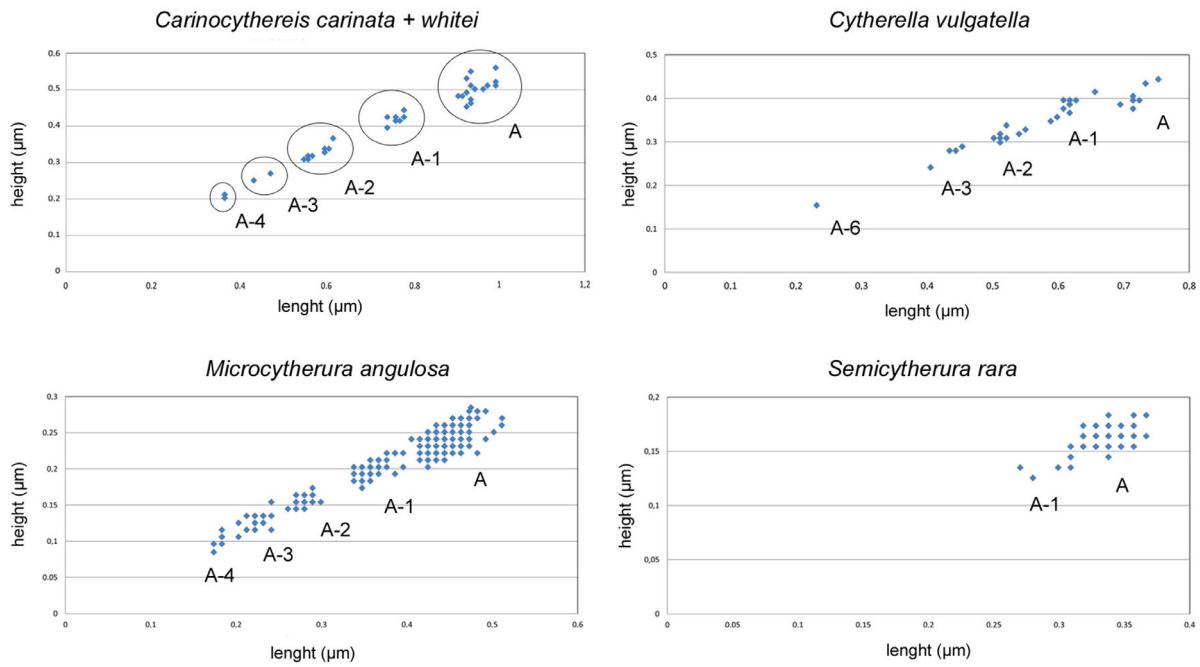 Carinocythereis carinata + whitei
0.6
0.5
0.4
0.3
0.2
0.1
0
height (µm)
A
A-1
A-2
A-3
A-4
0
0.2
0.4
0.6
0.8
1
1,2
lenght (µm)
Cytherella vulgatella
0,5
0,4
0,3
0,2
0,1
0
height (µm)
A
A-1
A-2
A-3
A-6
0
0,1
0,2
0,3
0,4
0,5
0,6
0,7
0,8
lenght (µm)
Microcytherura angulosa
0.3
0.25
0.2
0.15
0.1
0.05
0
height (µm)
A
A-1
A-2
A-3
A-4
0
0.1
0.2
0.3
0.4
0.5
0.6
lenght (µm)
Semicytherura rara
0,2
0,15
0,1
0,05
0
height (µm)
A
A-1
0
0.05
0.1
0.15
0.2
0.25
0.3
0.35
0.4
lenght (µm)